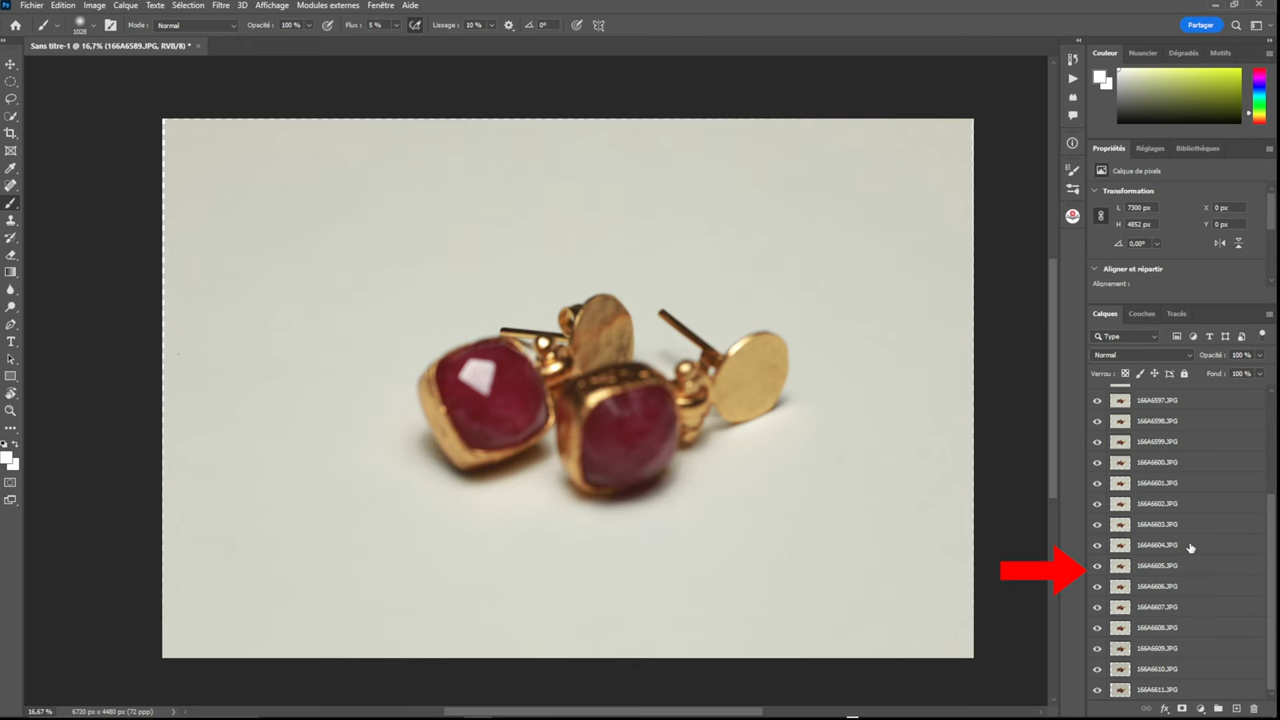 Fichier Edition Image Calque Texte Sélection Filtre 3D Affichage Modules externes Fenêtre Aide
1028 Mode : Normal Opacité : 100 % Flux : 5 % Lissage : 10 % 0° Partager
Sans titre-1 @ 16,7% (166A6589.JPG, RVB/8) *
Couleur Nuancier Dégradés Motifs
Propriétés Réglages Bibliothèques
Calque de pixels
Transformation
L 7300 px X 0 px
H 4852 px Y 0 px
0,00°
Aligner et répartir
Alignement :
Calques Couches Tracés
Type
Normal Opacité : 100 %
Verrou : Fond : 100 %
166A6597.JPG
166A6598.JPG
166A6599.JPG
166A6600.JPG
166A6601.JPG
166A6602.JPG
166A6603.JPG
166A6604.JPG
166A6605.JPG
166A6606.JPG
166A6607.JPG
166A6608.JPG
166A6609.JPG
166A6610.JPG
166A6611.JPG
16,67 % 6720 px x 4480 px (72 ppp)